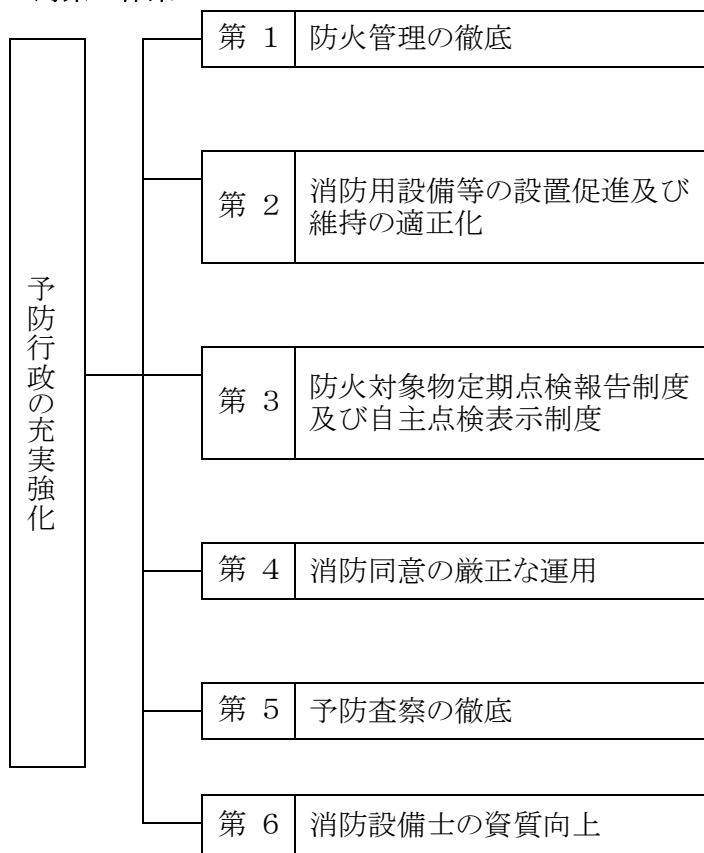 予防行政の充実強化
第 1 防火管理の徹底
第 2 消防用設備等の設置促進及び
維持の適正化
第 3 防火対象物定期点検報告制度
及び自主点検表示制度
第 4 消防同意の厳正な運用
第 5 予防査察の徹底
第 6 消防設備士の資質向上